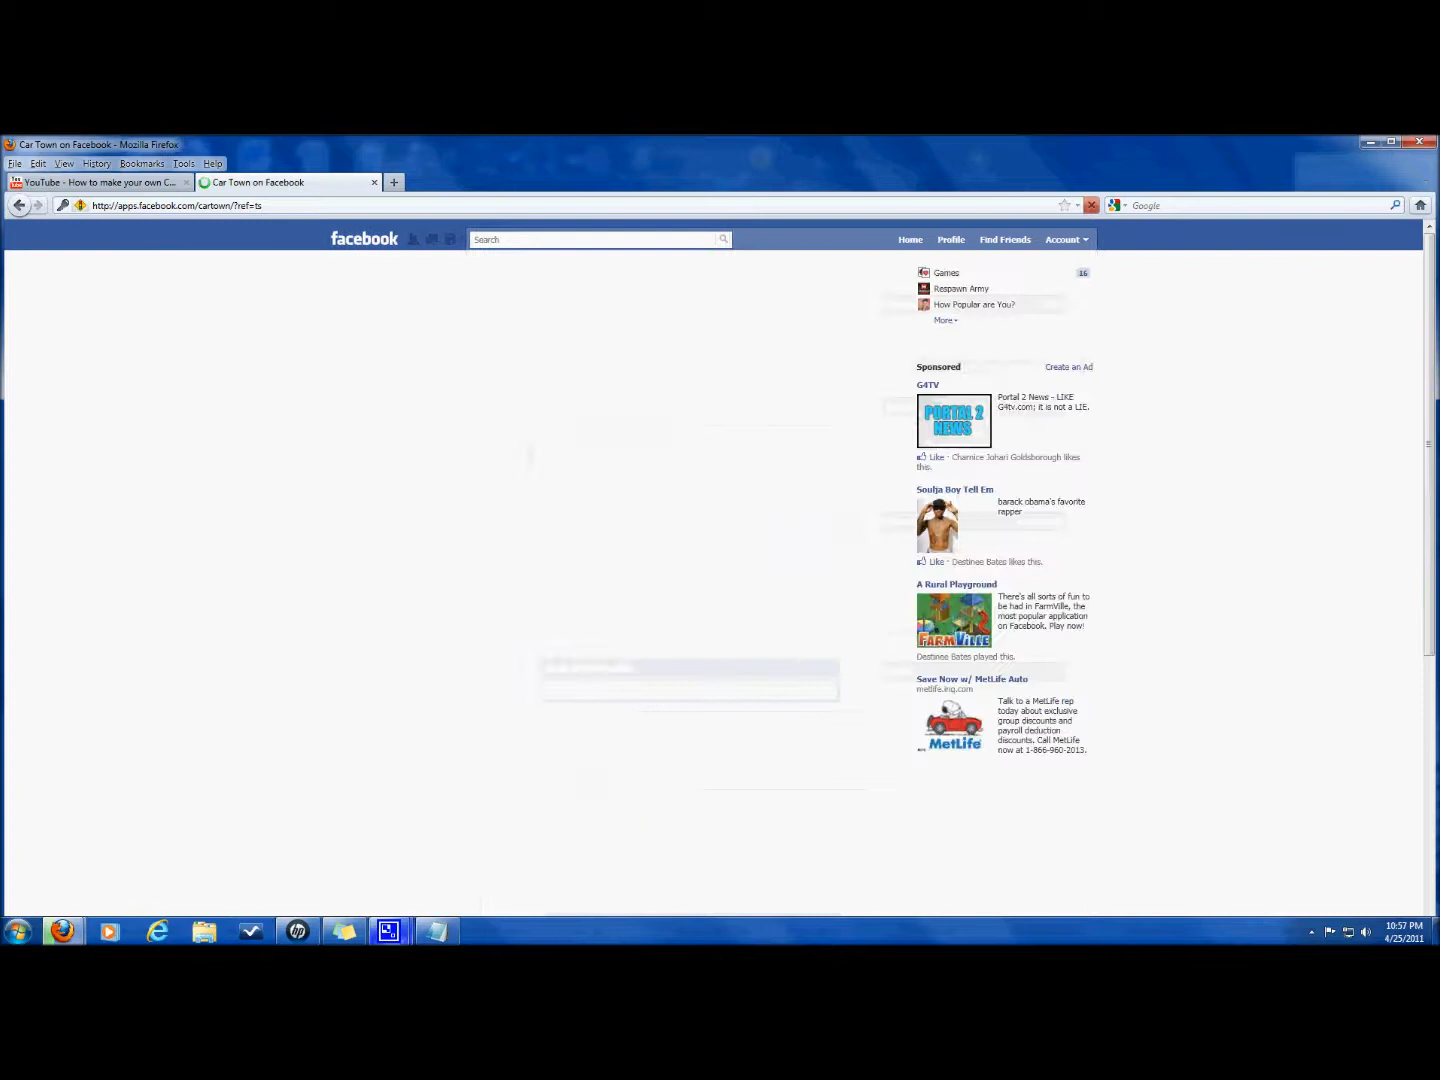 Car Town on Facebook - Mozilla Firefox
File Edit View History Bookmarks Tools Help
YouTube - How to make your own C...
Car Town on Facebook
http://apps.facebook.com/cartown/?ref=ts
Google
facebook
Search
Home Profile Find Friends Account
Games 16
Respawn Army
How Popular are You?
More
Sponsored Create an Ad
G4TV
PORTAL 2
NEWS
Portal 2 News - LIKE
G4tv.com; it is not a LIE.
Like · Charnice Johari Goldsborough likes
this.
Soulja Boy Tell Em
barack obama's favorite
rapper
Like · Destinee Bates likes this.
A Rural Playground
FARMVILLE
There's all sorts of fun to
be had in FarmVille, the
most popular application
on Facebook. Play now!
Destinee Bates played this.
Save Now w/ MetLife Auto
metlife.inq.com
MetLife
Talk to a MetLife rep
today about exclusive
group discounts and
payroll deduction
discounts. Call MetLife
now at 1-866-960-2013.
hp
10:57 PM
4/25/2011